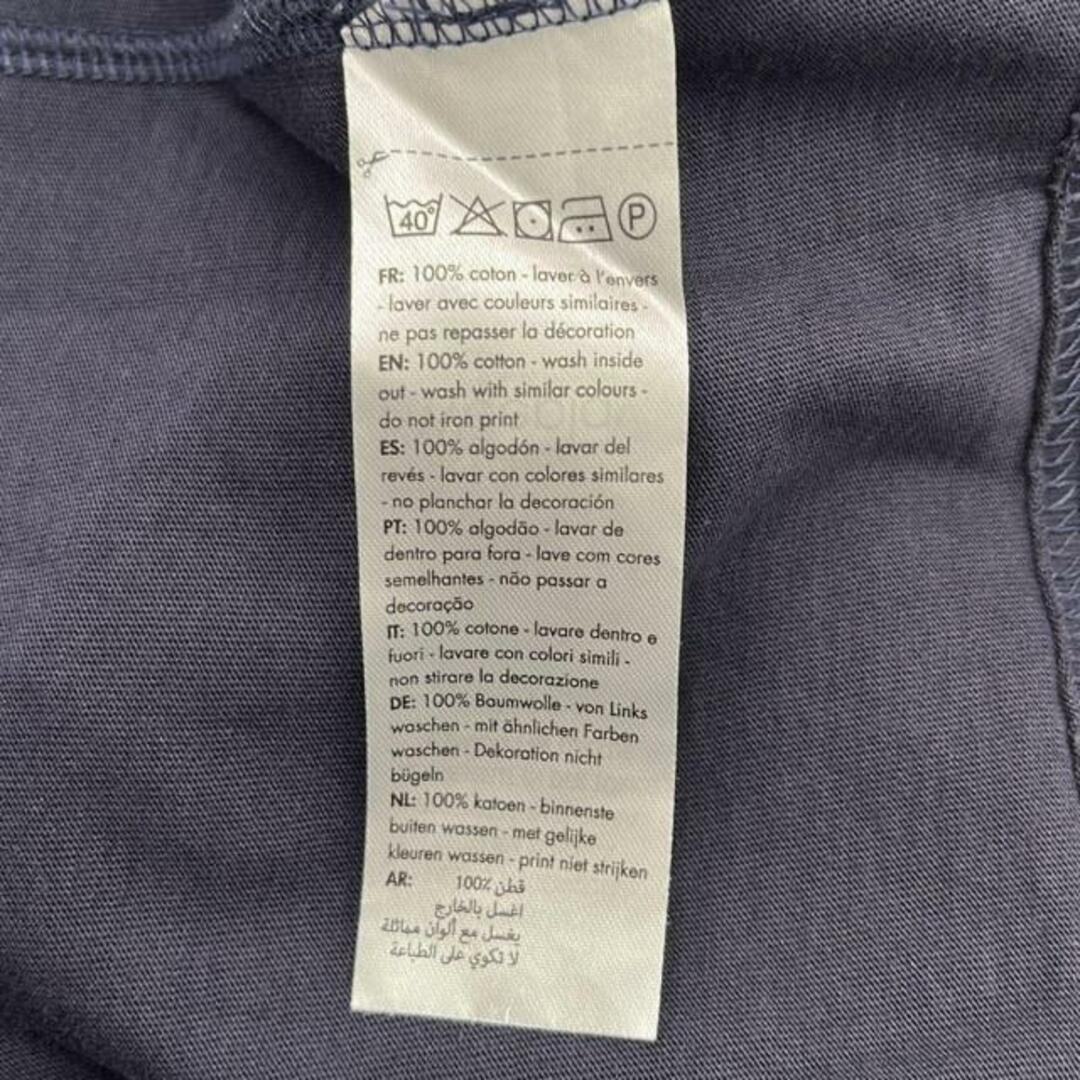 40°
P
FR: 100% coton - laver à l'envers
- laver avec couleurs similaires -
ne pas repasser la décoration
EN: 100% cotton - wash inside
out - wash with similar colours -
do not iron print
ES: 100% algodón - lavar del
revés - lavar con colores similares
- no planchar la decoración
PT: 100% algodão - lavar de
dentro para fora - lave com cores
semelhantes - não passar a
decoração
IT: 100% cotone - lavare dentro e
fuori - lavare con colori simili -
non stirare la decorazione
DE: 100% Baumwolle - von Links
waschen - mit ähnlichen Farben
waschen - Dekoration nicht
bügeln
NL: 100% katoen - binnenste
buiten wassen - met gelijke
kleuren wassen - print niet strijken
AR: قطن 100%
اغسل بالخارج
يغسل مع ألوان مماثلة
لا تكوي على الطباعة